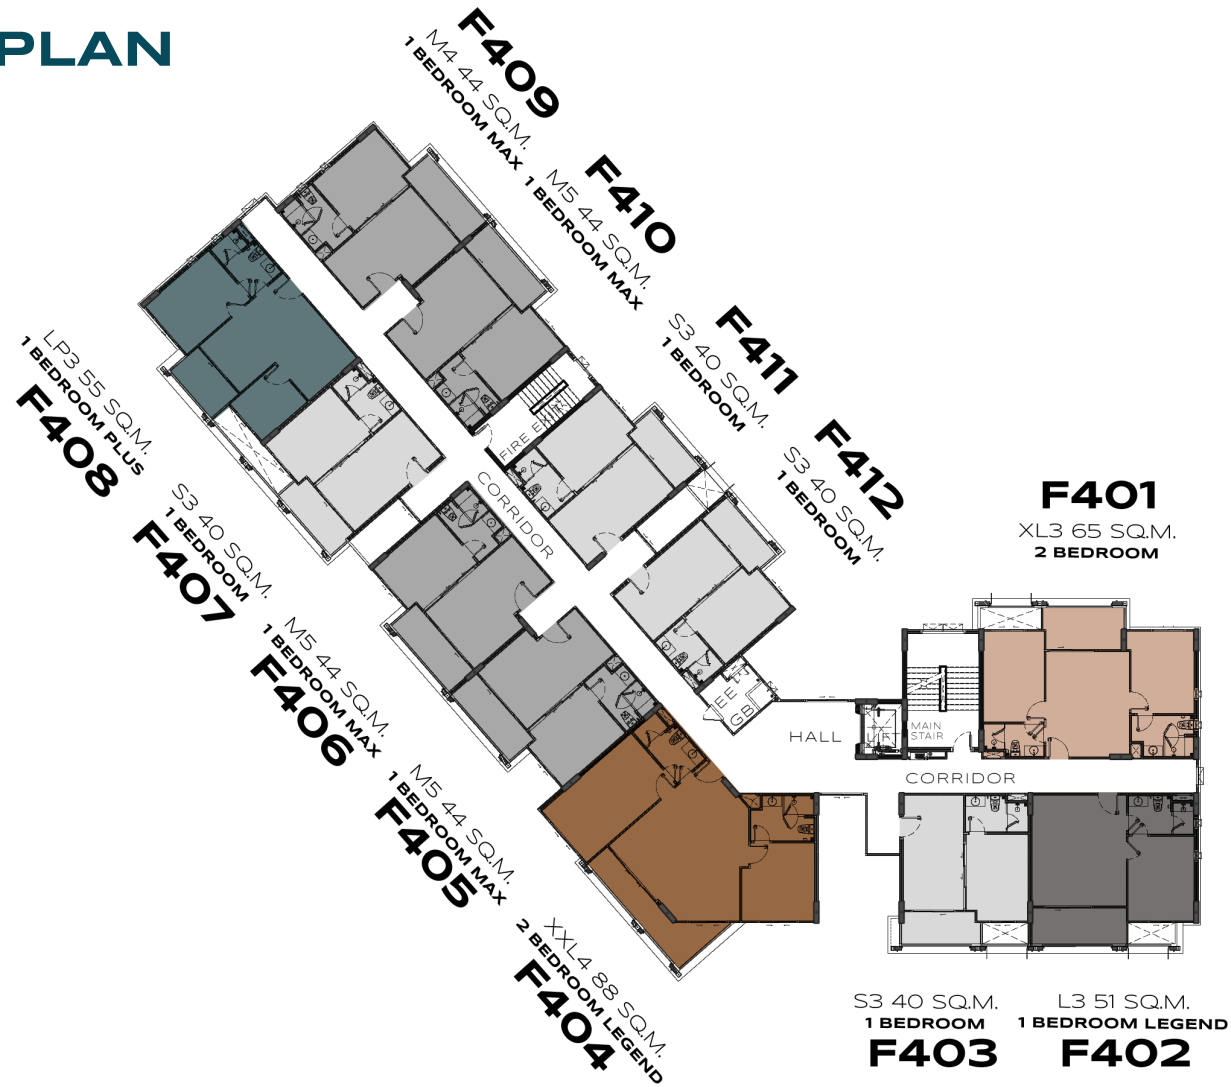 PLAN
F409
M4 44 SQ.M.
1 BEDROOM MAX
F410
M5 44 SQ.M.
1 BEDROOM MAX
F411
S3 40 SQ.M.
1 BEDROOM
F412
S3 40 SQ.M.
1 BEDROOM
F401
XL3 65 SQ.M.
2 BEDROOM
LP3 55 SQ.M.
1 BEDROOM PLUS
F408
S3 40 SQ.M.
1 BEDROOM
F407
M5 44 SQ.M.
1 BEDROOM MAX
F406
M5 44 SQ.M.
1 BEDROOM MAX
F405
XXL4 88 SQ.M.
2 BEDROOM LEGEND
F404
FIRE E
CORRIDOR
EE
GB
HALL
LIFT
MAIN
STAIR
CORRIDOR
S3 40 SQ.M.
1 BEDROOM
F403
L3 51 SQ.M.
1 BEDROOM LEGEND
F402